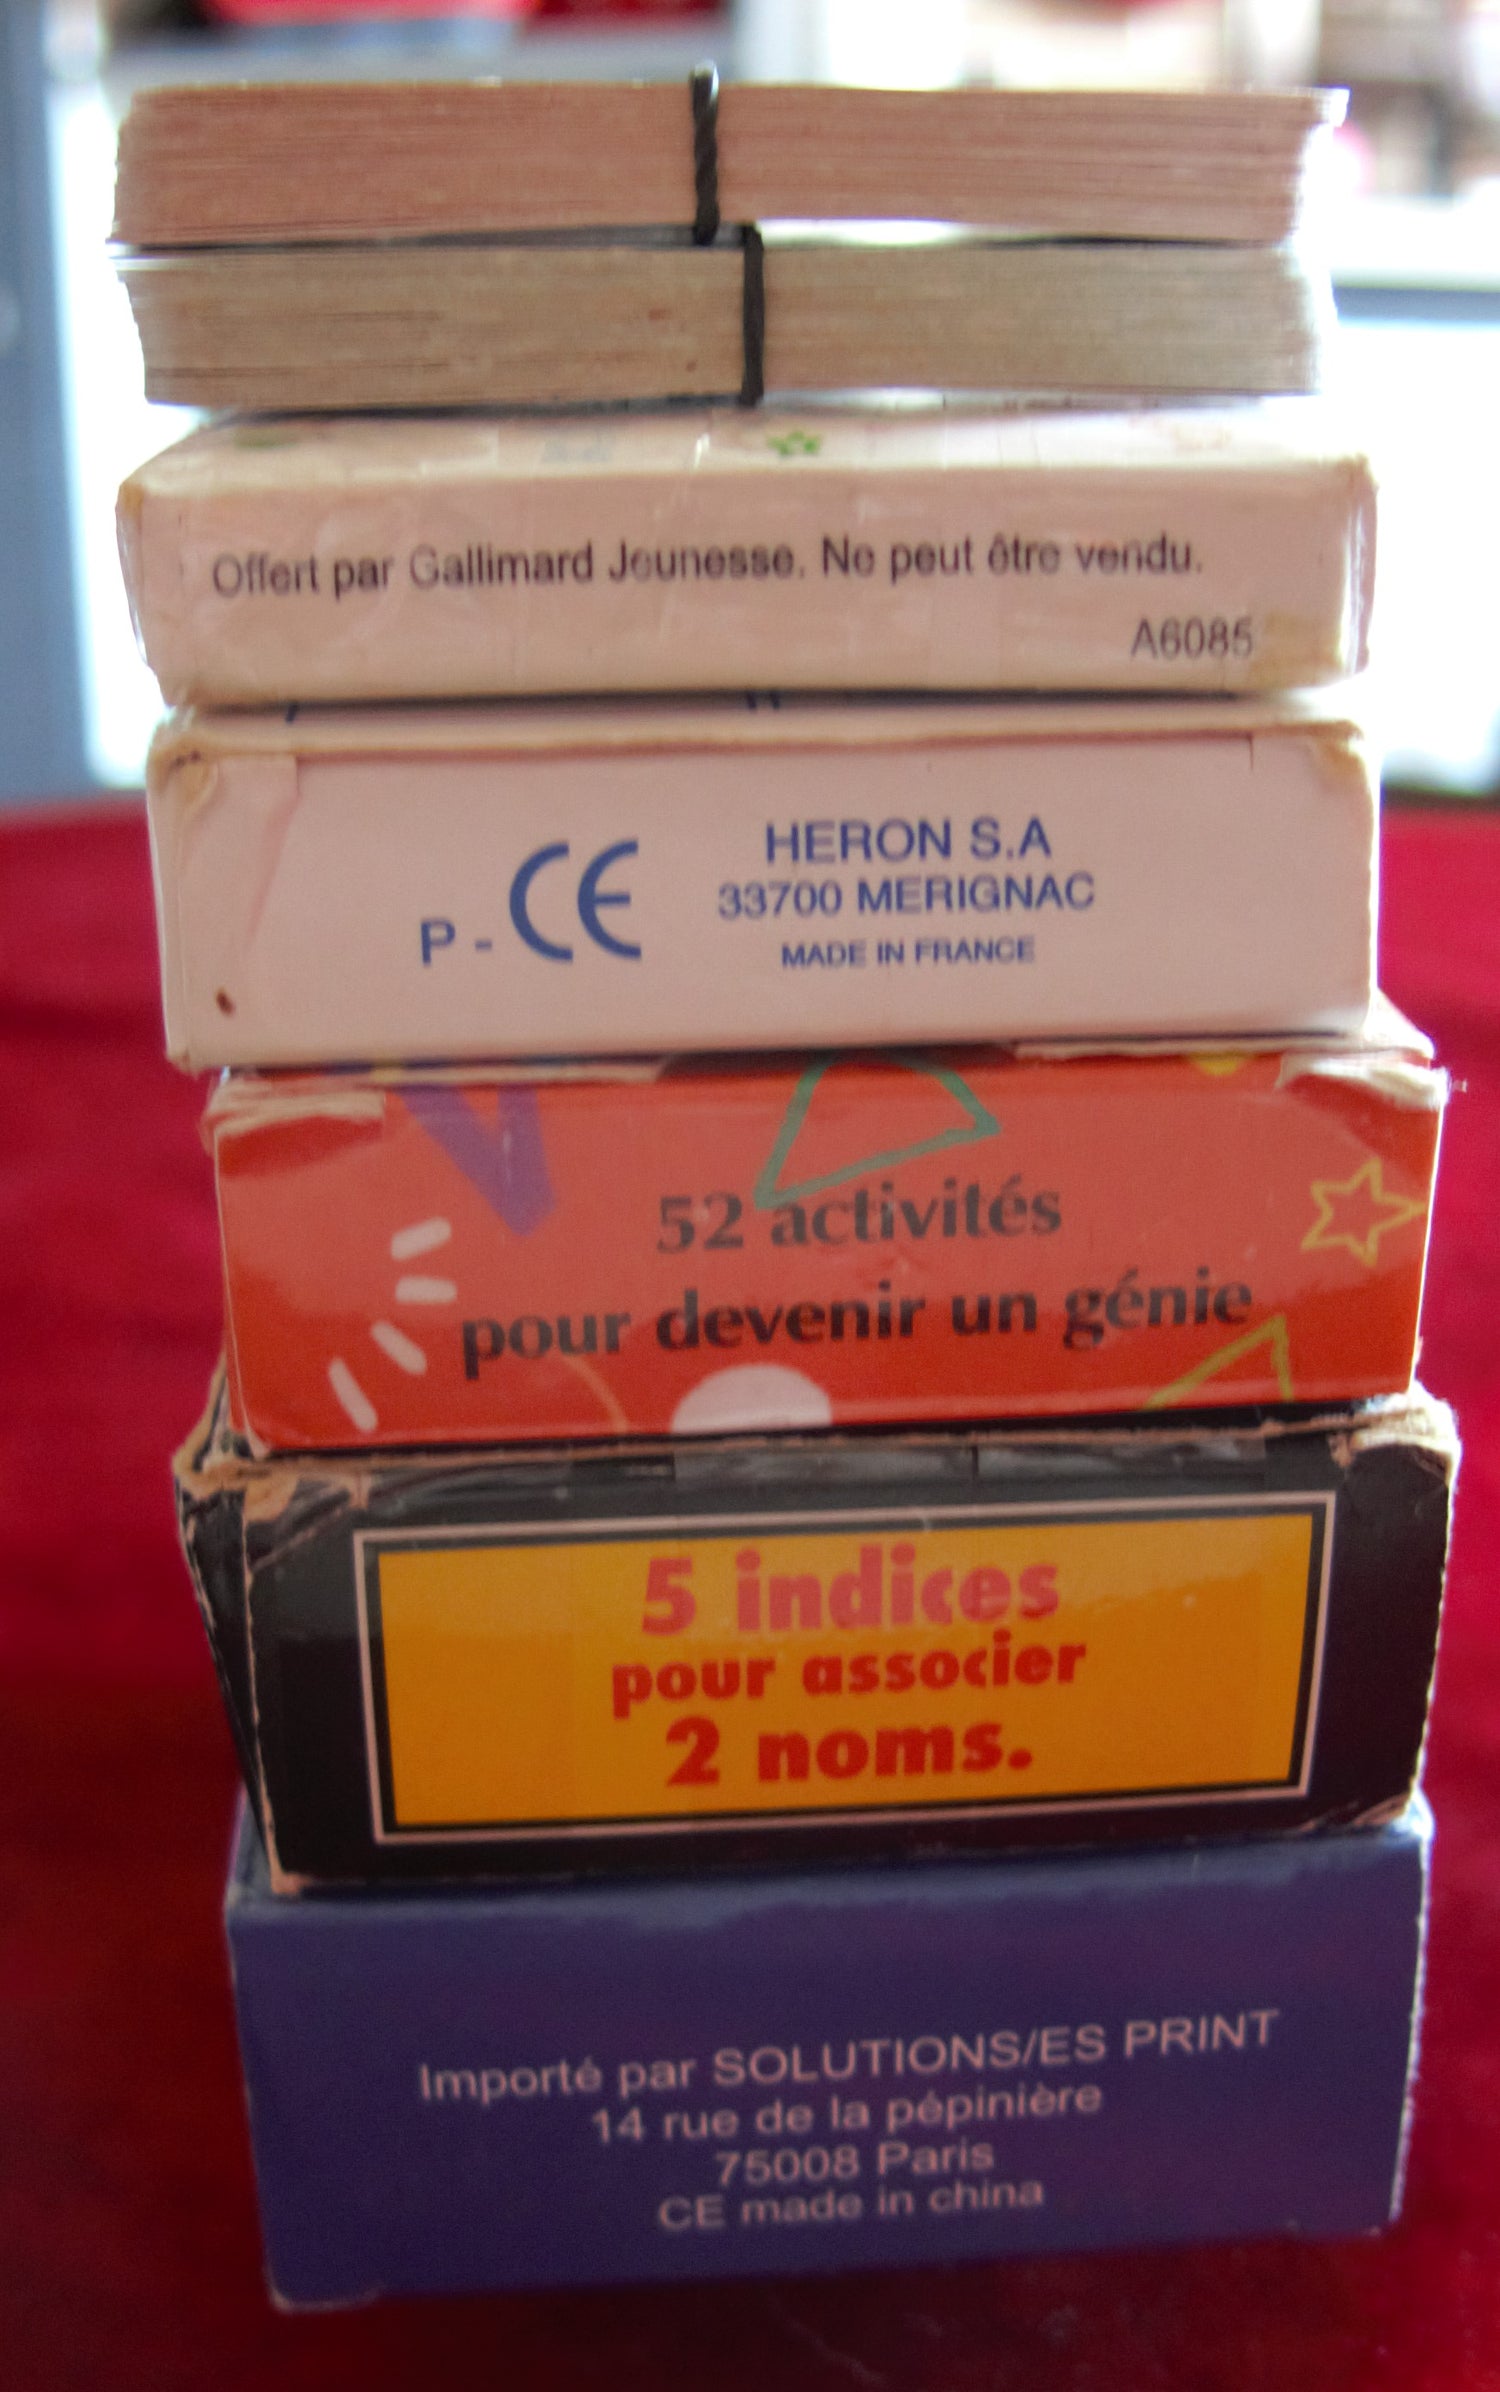 Offert par Gallimard Jeunesse. Ne peut être vendu.
A6085
P - CE
HERON S.A
33700 MERIGNAC
MADE IN FRANCE
52 activités
pour devenir un génie
5 indices
pour associer
2 noms.
Importé par SOLUTIONS/ES PRINT
14 rue de la pépinière
75008 Paris
CE made in china